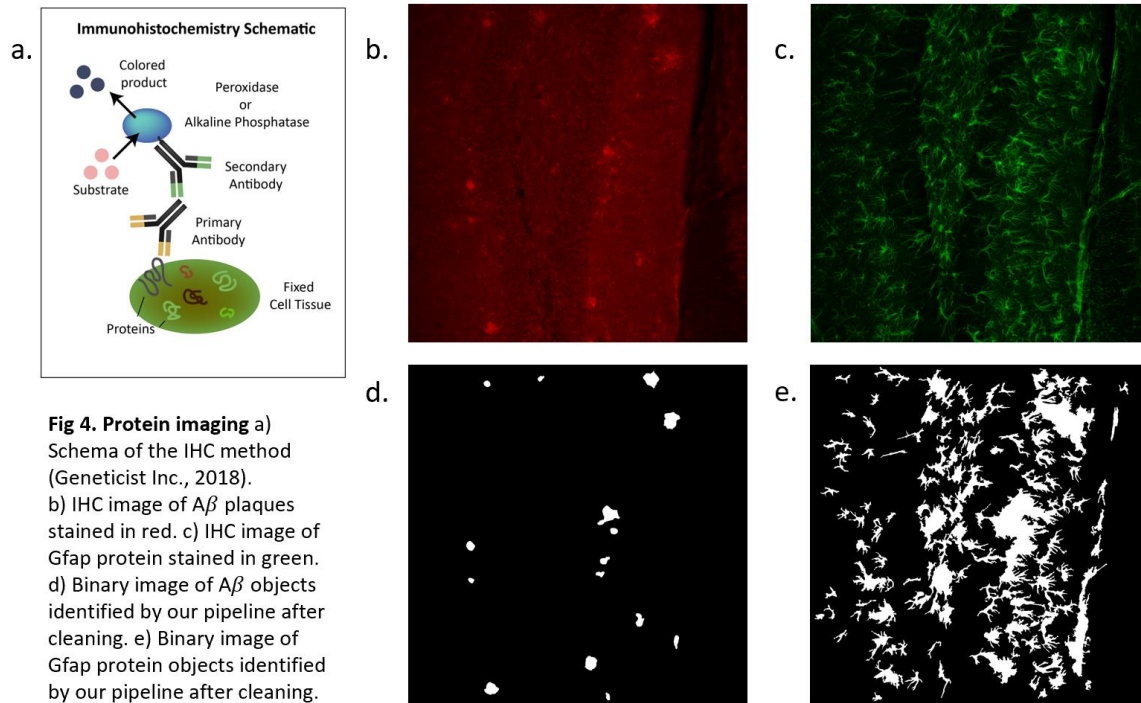 a.
Immunohistochemistry Schematic
Colored
product
Peroxidase
or
Alkaline Phosphatase
Substrate
Secondary
Antibody
Primary
Antibody
Fixed
Cell Tissue
Proteins
b.
c.
d.
e.
Fig 4. Protein imaging a)
Schema of the IHC method
(Geneticist Inc., 2018).
b) IHC image of Aβ plaques
stained in red. c) IHC image of
Gfap protein stained in green.
d) Binary image of Aβ objects
identified by our pipeline after
cleaning. e) Binary image of
Gfap protein objects identified
by our pipeline after cleaning.